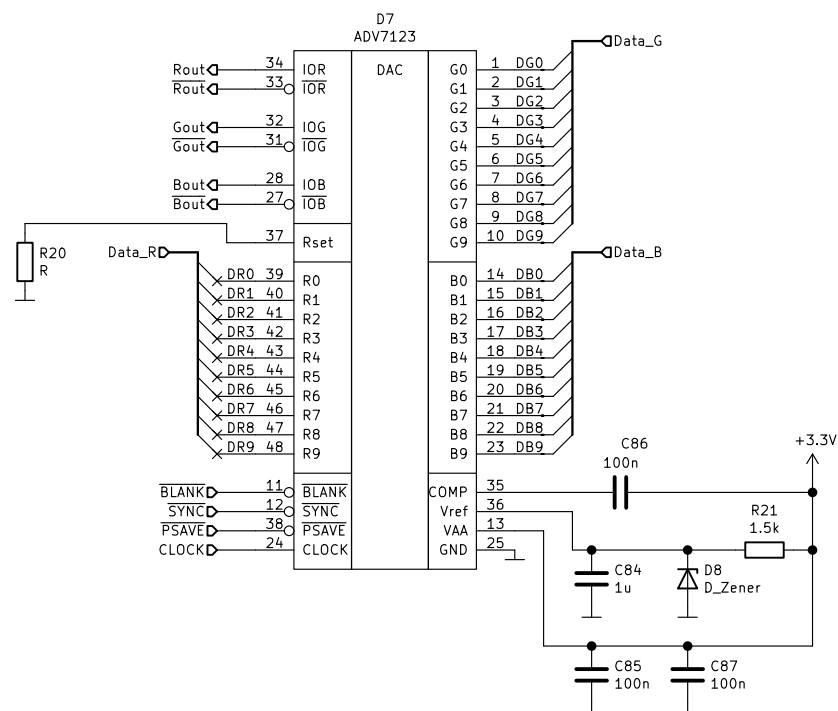 D7
ADV7123
DAC
Rout 34 IOR
Rout 33 IOR
Gout 32 IOG
Gout 31 IOG
Bout 28 IOB
Bout 27 IOB
37 Rset
R20
R
Data_R
DR0 39 R0
DR1 40 R1
DR2 41 R2
DR3 42 R3
DR4 43 R4
DR5 44 R5
DR6 45 R6
DR7 46 R7
DR8 47 R8
DR9 48 R9
BLANK 11 BLANK
SYNC 12 SYNC
PSAVE 38 PSAVE
CLOCK 24 CLOCK
Data_G
G0 1 DG0
G1 2 DG1
G2 3 DG2
G3 4 DG3
G4 5 DG4
G5 6 DG5
G6 7 DG6
G7 8 DG7
G8 9 DG8
G9 10 DG9
Data_B
B0 14 DB0
B1 15 DB1
B2 16 DB2
B3 17 DB3
B4 18 DB4
B5 19 DB5
B6 20 DB6
B7 21 DB7
B8 22 DB8
B9 23 DB9
COMP 35
Vref 36
VAA 13
GND 25
C86
100n
+3.3V
R21
1.5k
C84
1u
D8
D_Zener
C85
100n
C87
100n